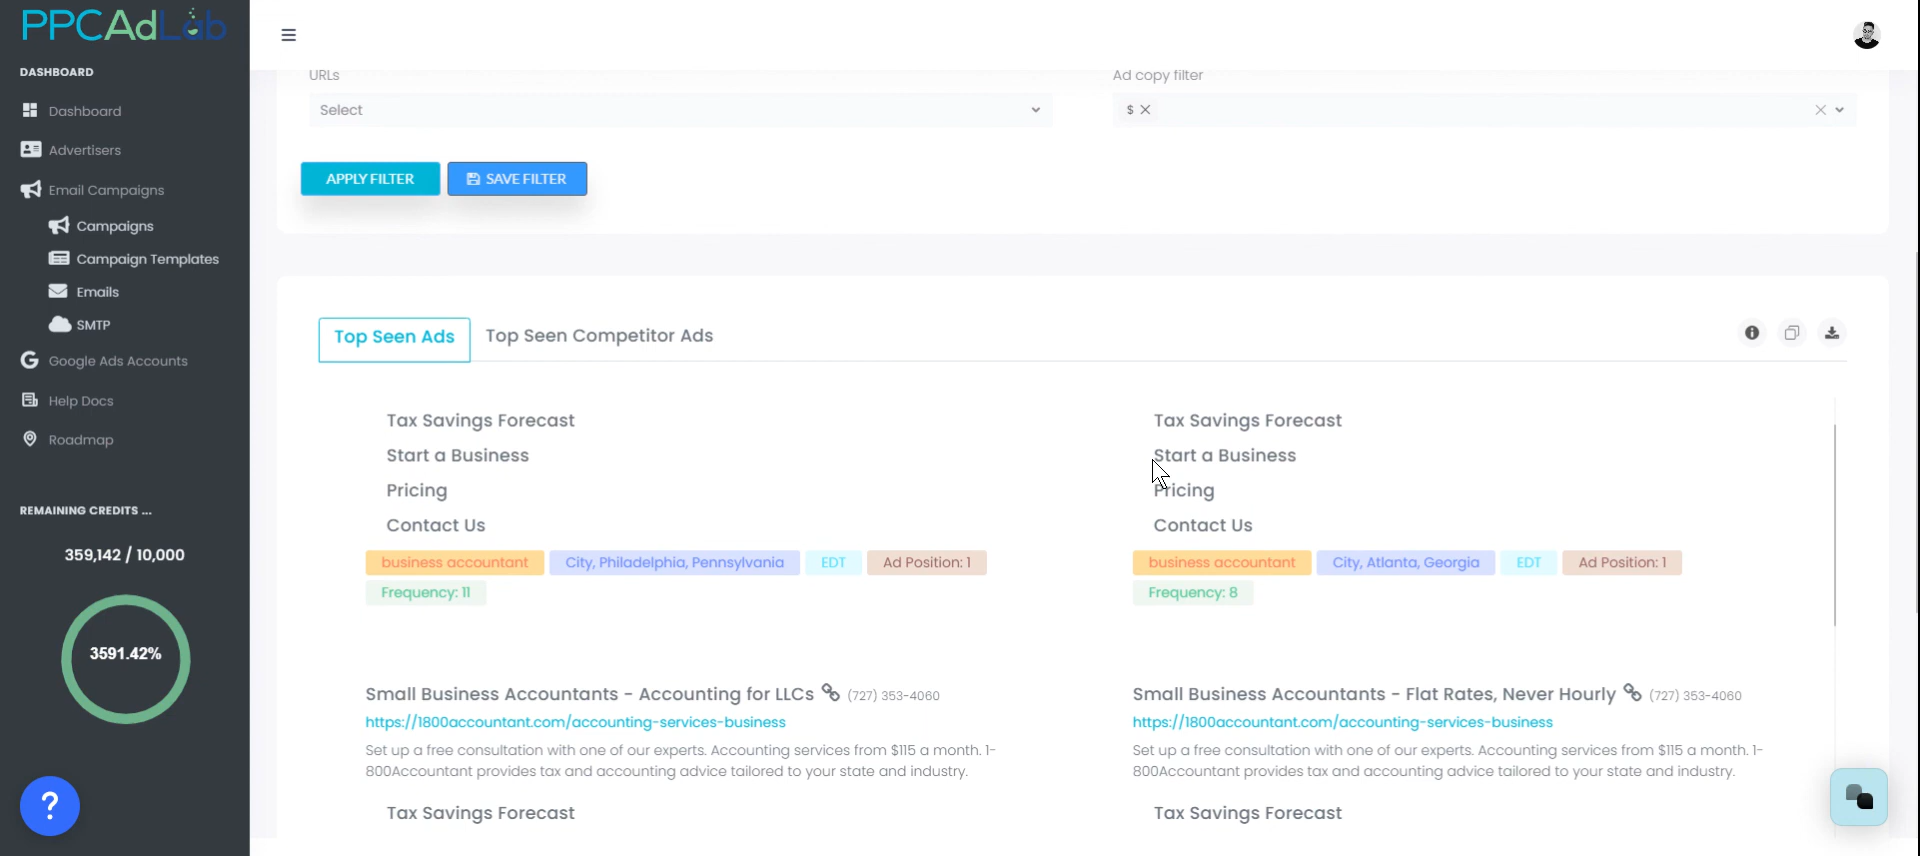 PPCAdLab
DASHBOARD
Dashboard
Advertisers
Email Campaigns
Campaigns
Campaign Templates
Emails
SMTP
Google Ads Accounts
Help Docs
Roadmap
REMAINING CREDITS ...
359,142 / 10,000
3591.42%
?
URLs
Ad copy filter
Select
$
APPLY FILTER
SAVE FILTER
Top Seen Ads
Top Seen Competitor Ads
Tax Savings Forecast
Start a Business
Pricing
Contact Us
business accountant City, Philadelphia, Pennsylvania EDT Ad Position: 1
Frequency: 11
Tax Savings Forecast
Start a Business
Pricing
Contact Us
business accountant City, Atlanta, Georgia EDT Ad Position: 1
Frequency: 8
Small Business Accountants - Accounting for LLCs (727) 353-4060
https://1800accountant.com/accounting-services-business
Set up a free consultation with one of our experts. Accounting services from $115 a month. 1-
800Accountant provides tax and accounting advice tailored to your state and industry.
Tax Savings Forecast
Small Business Accountants - Flat Rates, Never Hourly (727) 353-4060
https://1800accountant.com/accounting-services-business
Set up a free consultation with one of our experts. Accounting services from $115 a month. 1-
800Accountant provides tax and accounting advice tailored to your state and industry.
Tax Savings Forecast